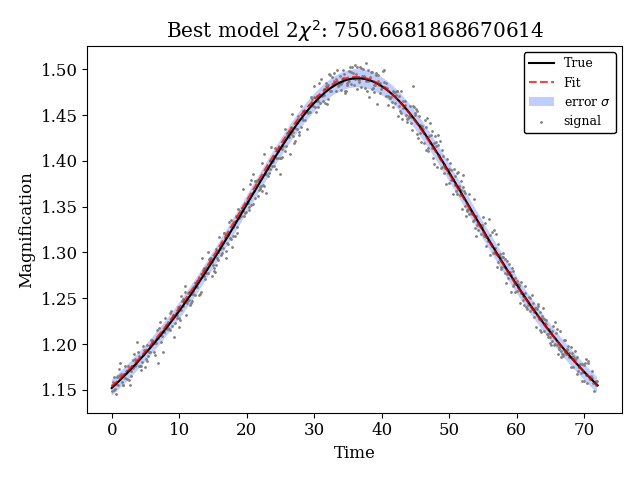 Best model 2χ²: 750.6681868670614
1.50
1.45
1.40
1.35
1.30
1.25
1.20
1.15
Magnification
True
Fit
error σ
signal
0 10 20 30 40 50 60 70
Time